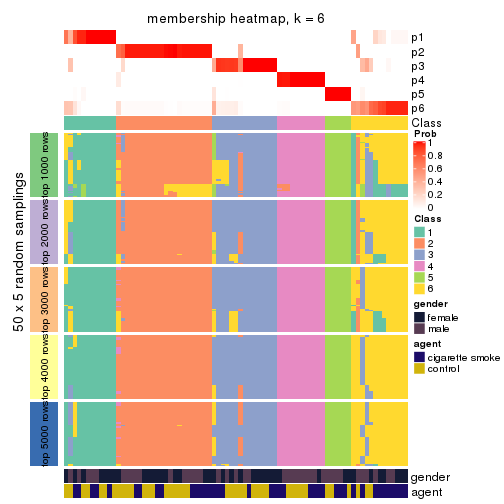 membership heatmap, k = 6
p1
p2
p3
p4
p5
p6
Class
50 x 5 random samplings
top 1000 rows
top 2000 rows
top 3000 rows
top 4000 rows
top 5000 rows
gender
agent
Prob
1
0.8
0.6
0.4
0.2
0
Class
1
2
3
4
5
6
gender
female
male
agent
cigarette smoke
control